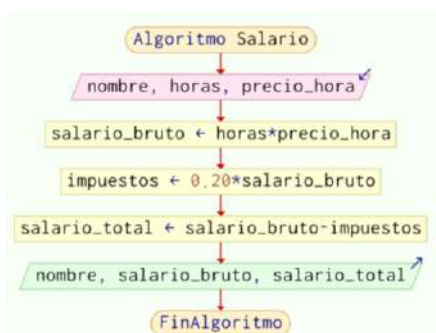 Algoritmo Salario
nombre, horas, precio_hora
salario_bruto ← horas*precio_hora
impuestos ← 0.20*salario_bruto
salario_total ← salario_bruto-impuestos
nombre, salario_bruto, salario_total
FinAlgoritmo